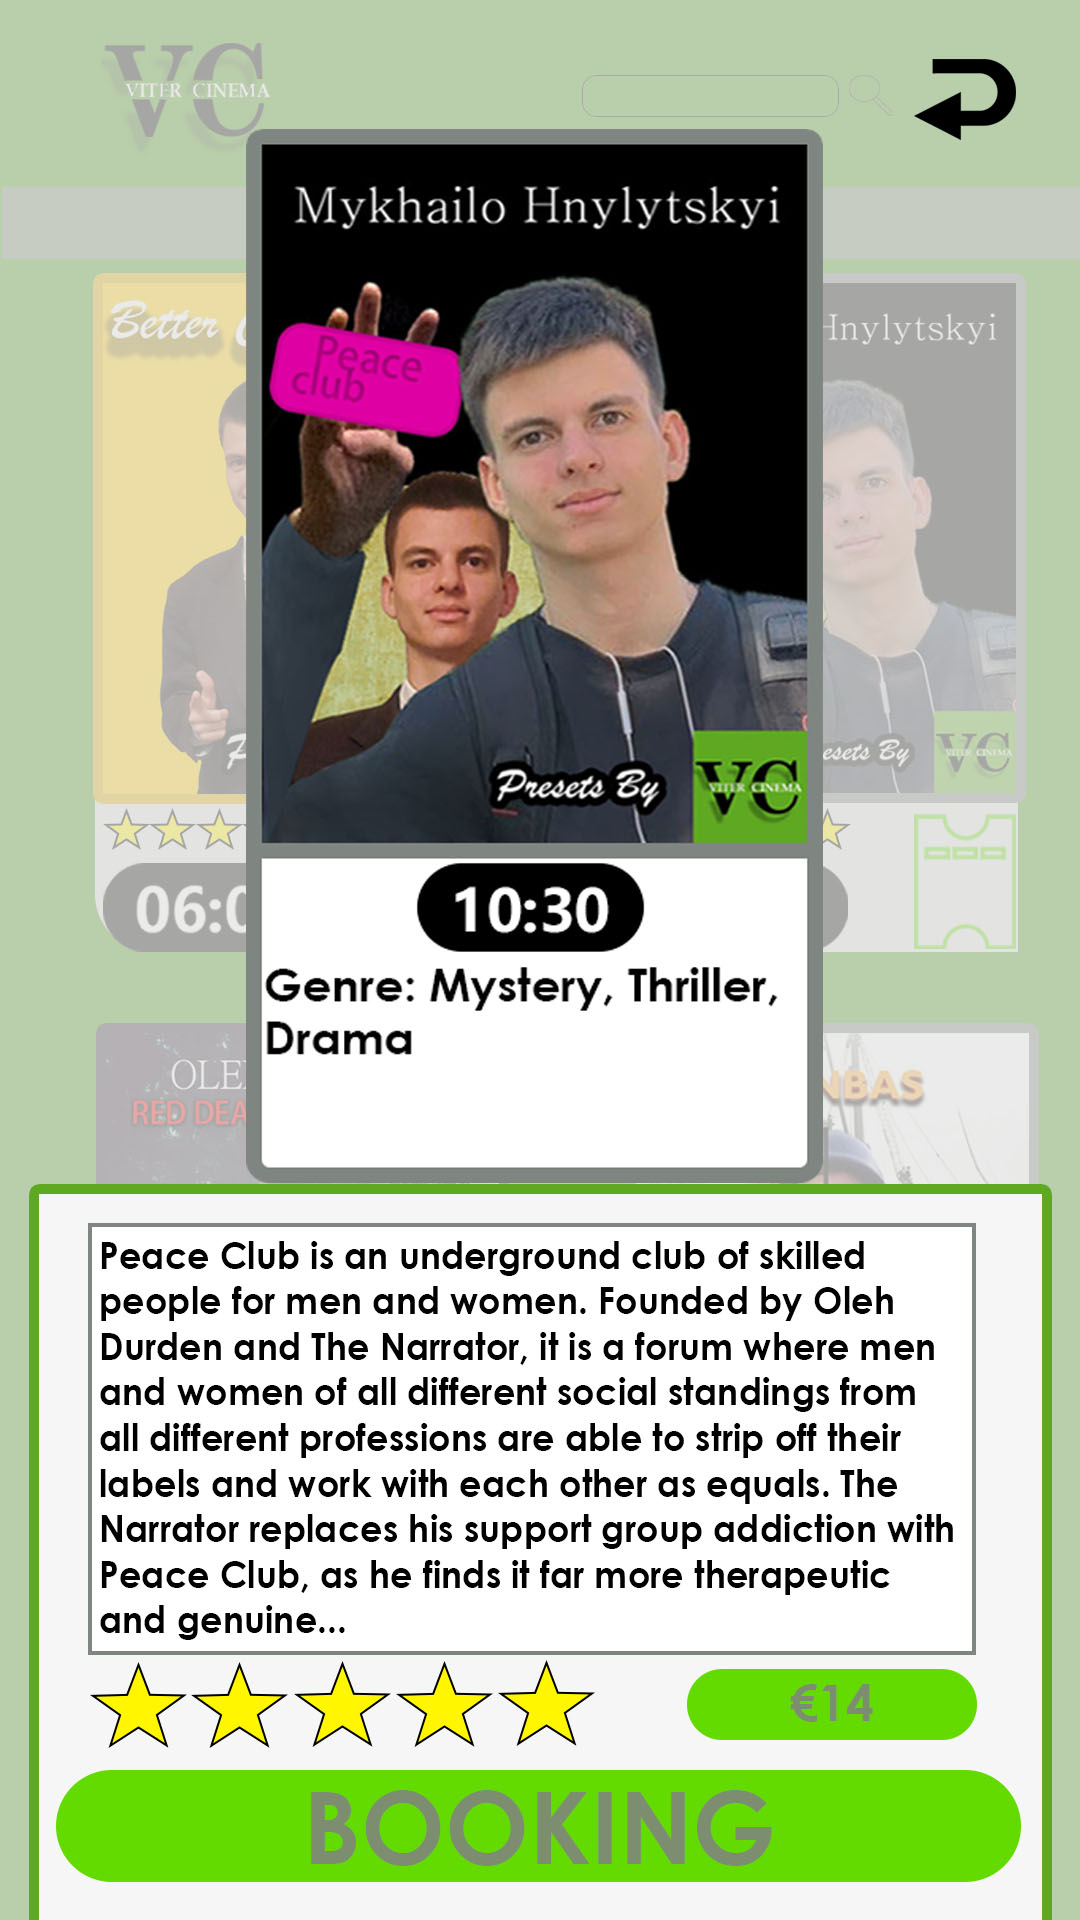 VC
VITER CINEMA
Mykhailo Hnylytskyi
Peace
club
Presets By
VC
VITER CINEMA
Better
Hnylytskyi
esets By
VC
VITER CINEMA
06:0
10:30
Genre: Mystery, Thriller,
Drama
OLE
RED DEA
NBAS
Peace Club is an underground club of skilled
people for men and women. Founded by Oleh
Durden and The Narrator, it is a forum where men
and women of all different social standings from
all different professions are able to strip off their
labels and work with each other as equals. The
Narrator replaces his support group addiction with
Peace Club, as he finds it far more therapeutic
and genuine...
€14
BOOKING